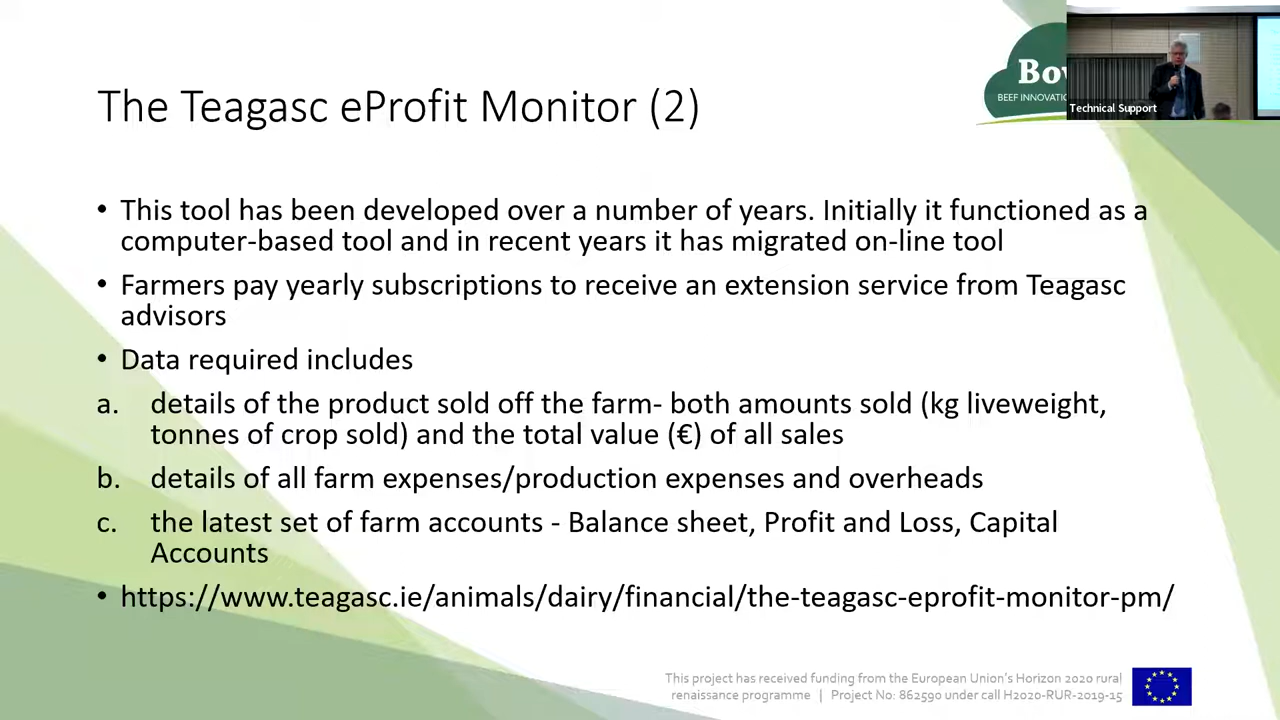 Bov
BEEF INNOVATIO
Technical Support
The Teagasc eProfit Monitor (2)
• This tool has been developed over a number of years. Initially it functioned as a
computer-based tool and in recent years it has migrated on-line tool
• Farmers pay yearly subscriptions to receive an extension service from Teagasc
advisors
• Data required includes
a. details of the product sold off the farm- both amounts sold (kg liveweight,
tonnes of crop sold) and the total value (€) of all sales
b. details of all farm expenses/production expenses and overheads
c. the latest set of farm accounts - Balance sheet, Profit and Loss, Capital
Accounts
• https://www.teagasc.ie/animals/dairy/financial/the-teagasc-eprofit-monitor-pm/
This project has received funding from the European Union's Horizon 2020 rural
renaissance programme | Project No: 862590 under call H2020-RUR-2019-15